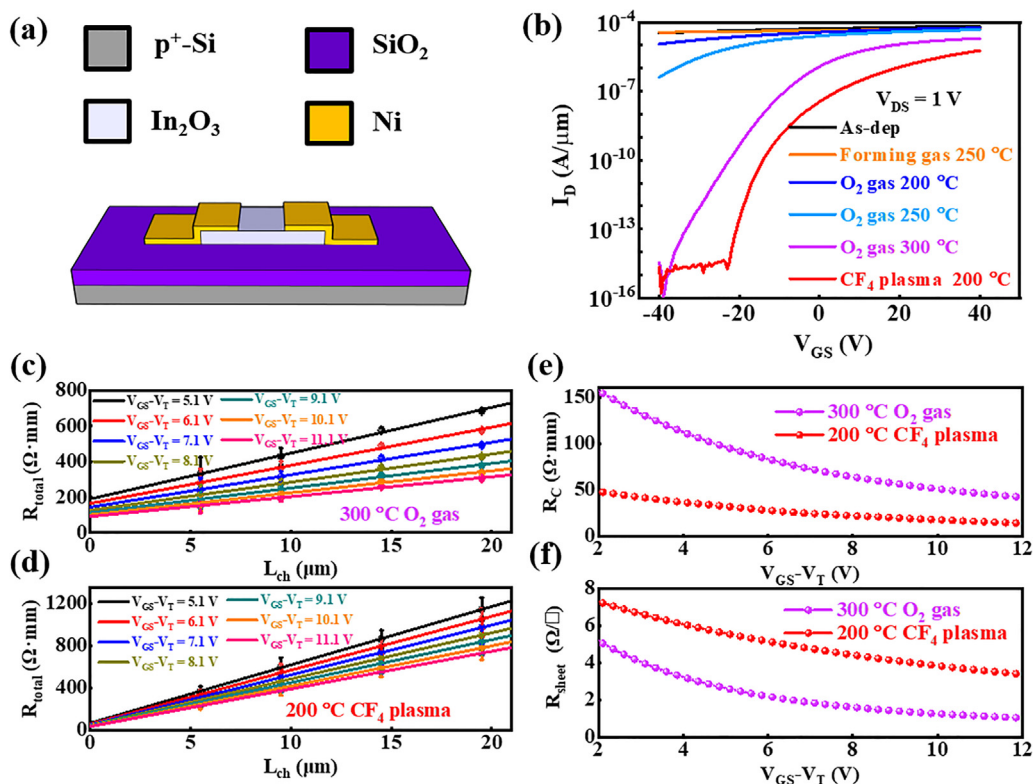 (a)
p⁺-Si
SiO₂
In₂O₃
Ni
(b)
I_D (A/μm)
10⁻⁴
10⁻⁷
10⁻¹⁰
10⁻¹³
10⁻¹⁶
V_DS = 1 V
As-dep
Forming gas 250 °C
O₂ gas 200 °C
O₂ gas 250 °C
O₂ gas 300 °C
CF₄ plasma 200 °C
-40 -20 0 20 40
V_GS (V)
(c)
R_total (Ω·mm)
800
600
400
200
0
V_GS-V_T = 5.1 V
V_GS-V_T = 6.1 V
V_GS-V_T = 7.1 V
V_GS-V_T = 8.1 V
V_GS-V_T = 9.1 V
V_GS-V_T = 10.1 V
V_GS-V_T = 11.1 V
300 °C O₂ gas
0 5 10 15 20
L_ch (μm)
(d)
R_total (Ω·mm)
1200
800
400
0
V_GS-V_T = 5.1 V
V_GS-V_T = 6.1 V
V_GS-V_T = 7.1 V
V_GS-V_T = 8.1 V
V_GS-V_T = 9.1 V
V_GS-V_T = 10.1 V
V_GS-V_T = 11.1 V
200 °C CF₄ plasma
0 5 10 15 20
L_ch (μm)
(e)
R_C (Ω·mm)
150
100
50
0
300 °C O₂ gas
200 °C CF₄ plasma
2 4 6 8 10 12
V_GS-V_T (V)
(f)
R_sheet (Ω/□)
8
6
4
2
0
300 °C O₂ gas
200 °C CF₄ plasma
2 4 6 8 10 12
V_GS-V_T (V)